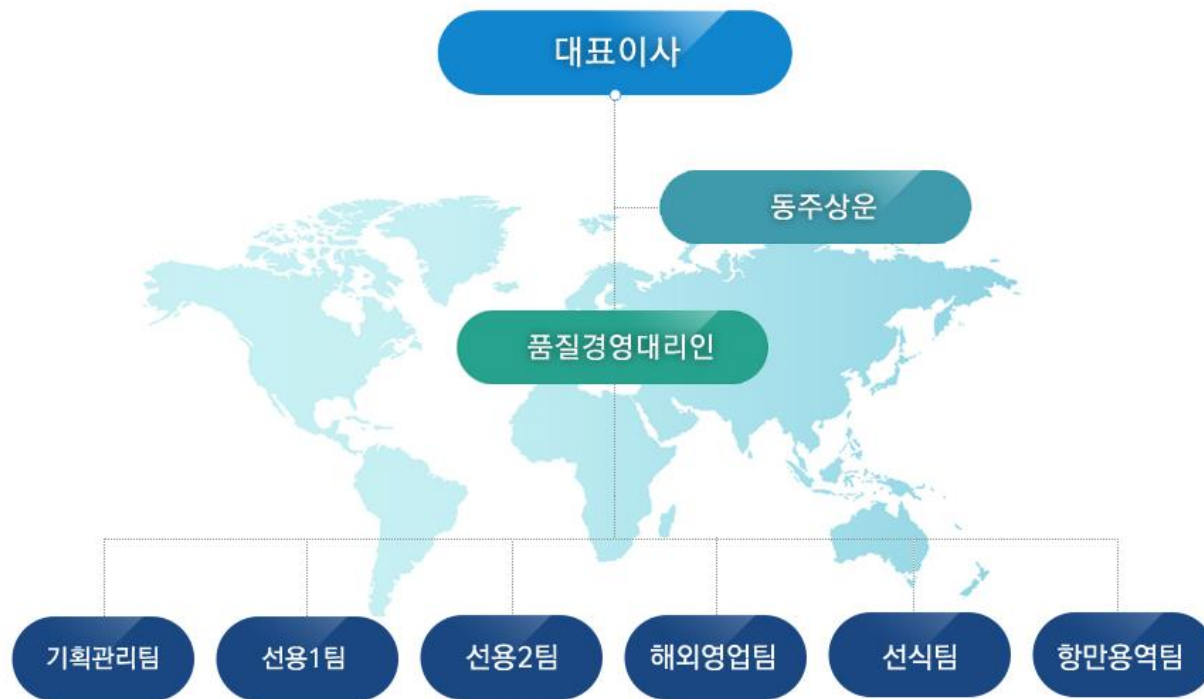 대표이사
동주상운
품질경영대리인
기획관리팀
선용1팀
선용2팀
해외영업팀
선식팀
항만용역팀